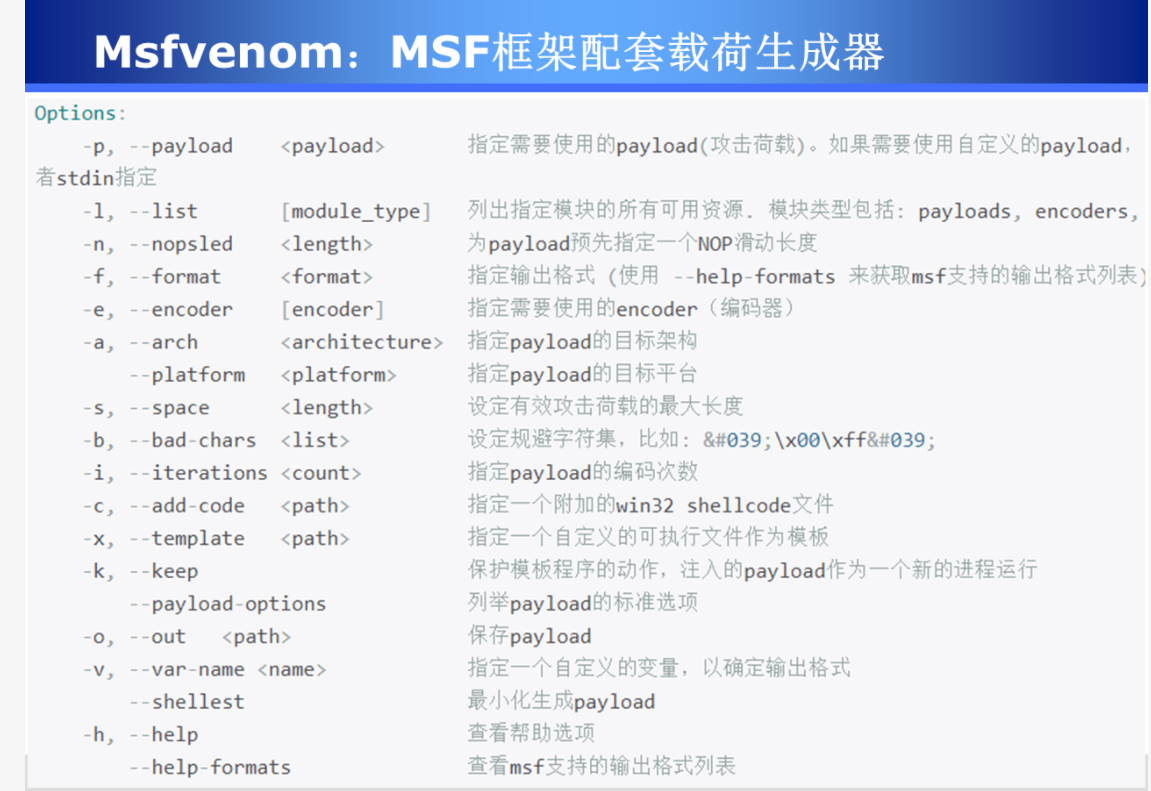 Msfvenom：MSF框架配套载荷生成器
Options:
-p, --payload <payload> 指定需要使用的payload(攻击荷载)。如果需要使用自定义的payload,
者stdin指定
-l, --list [module_type] 列出指定模块的所有可用资源. 模块类型包括: payloads, encoders,
-n, --nopsled <length> 为payload预先指定一个NOP滑动长度
-f, --format <format> 指定输出格式 (使用 --help-formats 来获取msf支持的输出格式列表)
-e, --encoder [encoder] 指定需要使用的encoder（编码器）
-a, --arch <architecture> 指定payload的目标架构
--platform <platform> 指定payload的目标平台
-s, --space <length> 设定有效攻击荷载的最大长度
-b, --bad-chars <list> 设定规避字符集，比如: &#039;\x00\xff&#039;
-i, --iterations <count> 指定payload的编码次数
-c, --add-code <path> 指定一个附加的win32 shellcode文件
-x, --template <path> 指定一个自定义的可执行文件作为模板
-k, --keep 保护模板程序的动作，注入的payload作为一个新的进程运行
--payload-options 列举payload的标准选项
-o, --out <path> 保存payload
-v, --var-name <name> 指定一个自定义的变量，以确定输出格式
--shellest 最小化生成payload
-h, --help 查看帮助选项
--help-formats 查看msf支持的输出格式列表